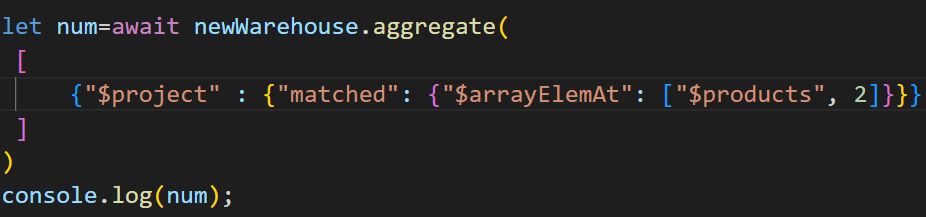 let num=await newWarehouse.aggregate(
[
{"$project" : {"matched": {"$arrayElemAt": ["$products", 2]}}}
]
)
console.log(num);